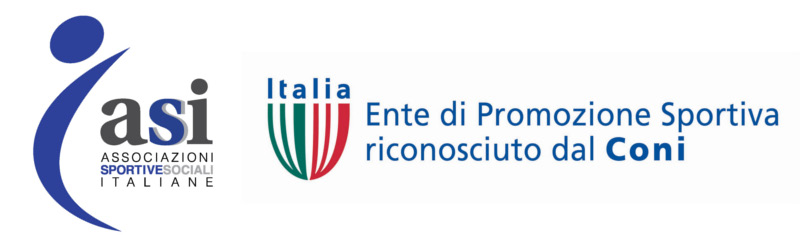 asi
ASSOCIAZIONI
SPORTIVESOCIALI
ITALIANE
Italia
Ente di Promozione Sportiva
riconosciuto dal Coni